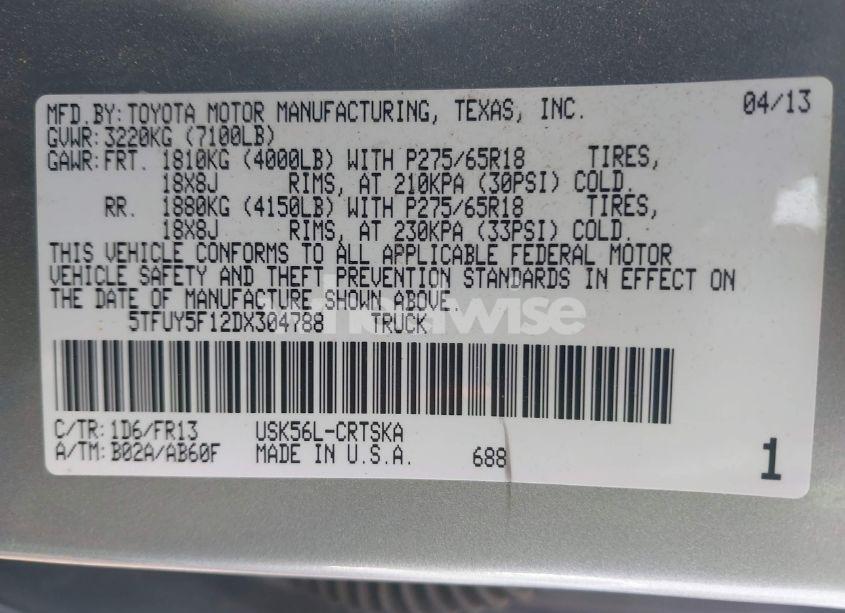 MFD.BY: TOYOTA MOTOR MANUFACTURING, TEXAS, INC. 04/13
GVWR: 3220KG (7100LB)
GAWR: FRT. 1810KG (4000LB) WITH P275/65R18 TIRES,
18X8J RIMS, AT 210KPA (30PSI) COLD.
RR. 1880KG (4150LB) WITH P275/65R18 TIRES,
18X8J RIMS, AT 230KPA (33PSI) COLD.
THIS VEHICLE CONFORMS TO ALL APPLICABLE FEDERAL MOTOR
VEHICLE SAFETY AND THEFT PREVENTION STANDARDS IN EFFECT ON
THE DATE OF MANUFACTURE SHOWN ABOVE.
5TFUY5F12DX304788 TRUCK
C/TR: 1D6/FR13 USK56L-CRTSKA
A/TM: B02A/AB60F MADE IN U.S.A. 688
1